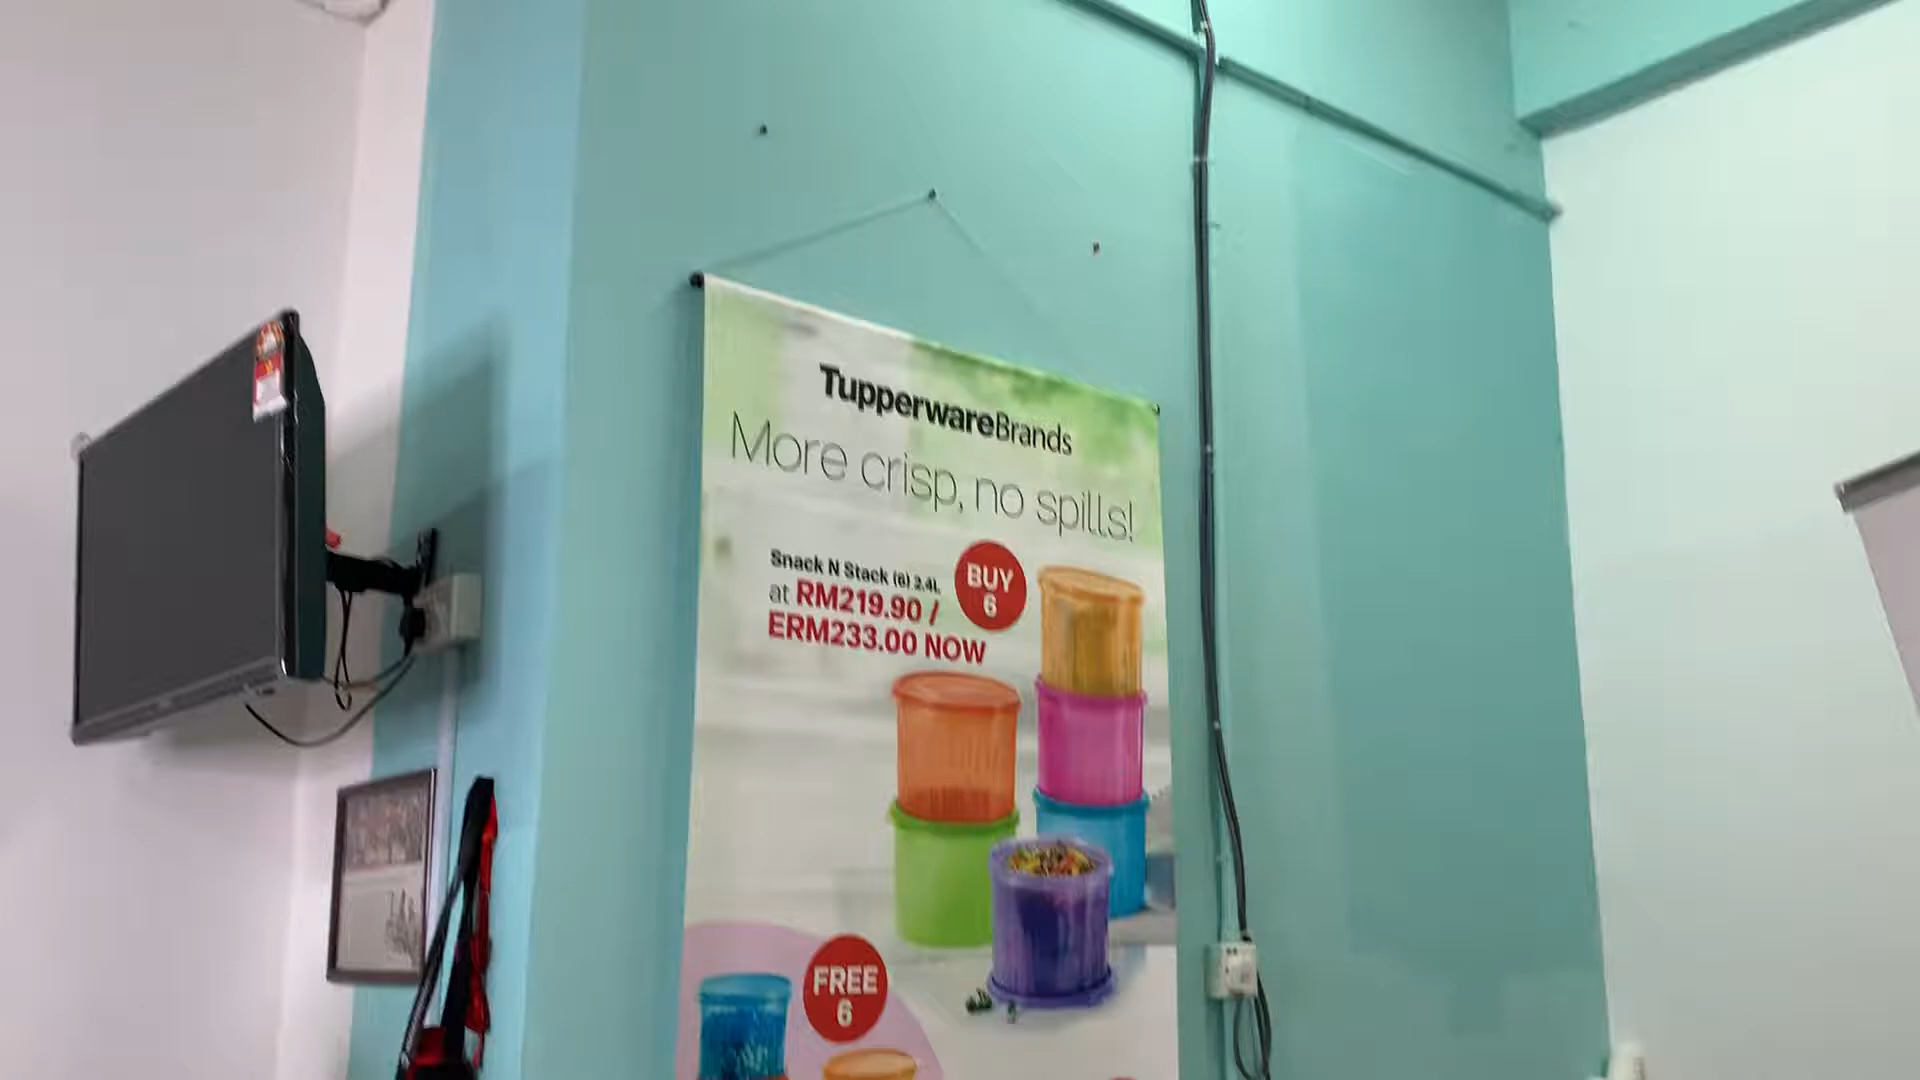 TupperwareBrands
More crisp, no spills!
Snack N Stack (6) 2.4L
at RM219.90 /
ERM233.00 NOW
BUY
6
FREE
6